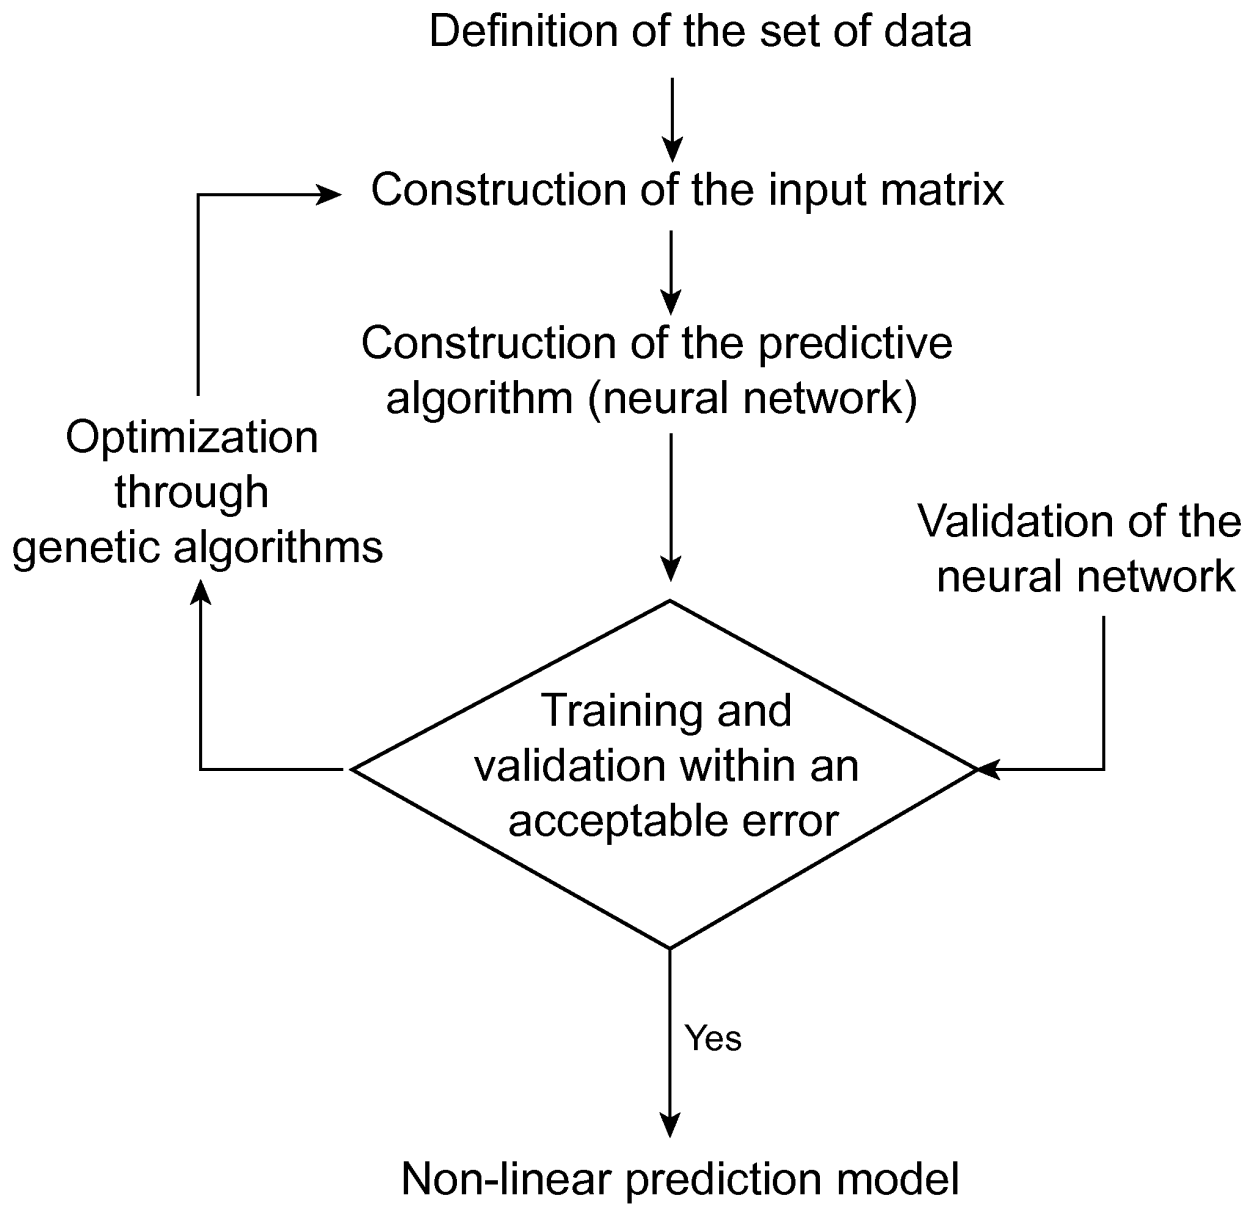 Definition of the set of data
Construction of the input matrix
Construction of the predictive
algorithm (neural network)
Optimization
through
genetic algorithms
Validation of the
neural network
Training and
validation within an
acceptable error
Yes
Non-linear prediction model